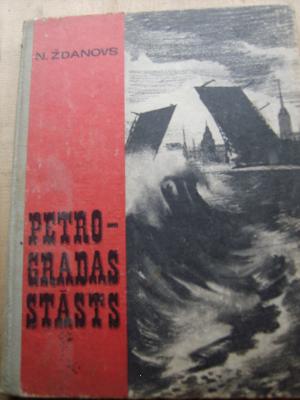 N. ŽDANOVS
PETRO-
GRADAS
STĀSTS